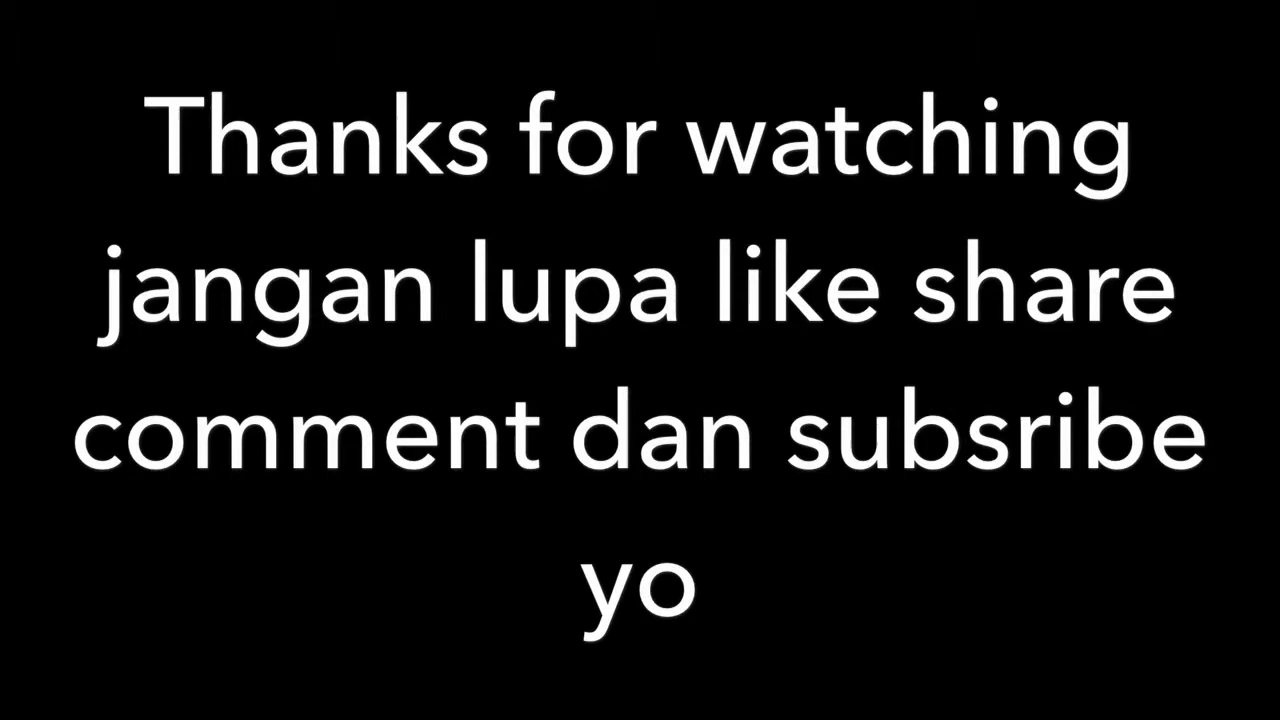 Thanks for watching
jangan lupa like share
comment dan subsribe
yo